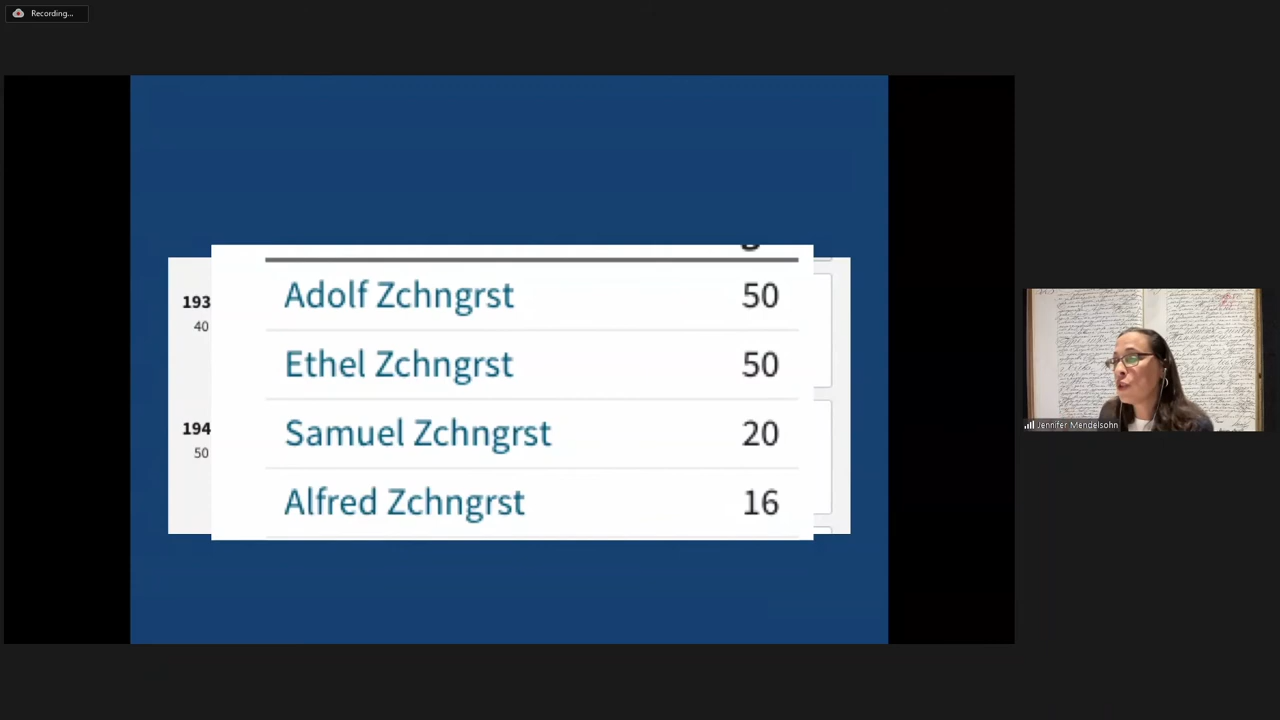 Recording...
193
40
194
50
Adolf Zchngrst 50
Ethel Zchngrst 50
Samuel Zchngrst 20
Alfred Zchngrst 16
Jennifer Mendelsohn